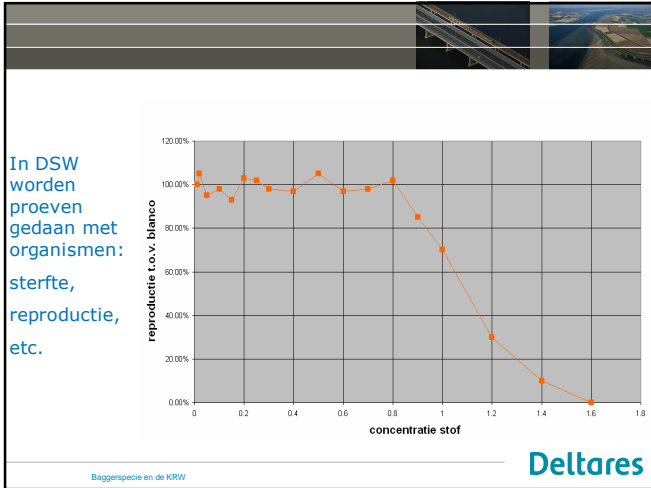 In DSW
worden
proeven
gedaan met
organismen:
sterfte,
reproductie,
etc.
reproductie t.o.v. blanco
120.00%
100.00%
80.00%
60.00%
40.00%
20.00%
0.00%
0 0.2 0.4 0.6 0.8 1 1.2 1.4 1.6 1.8
concentratie stof
Baggerspecie en de KRW
Deltares